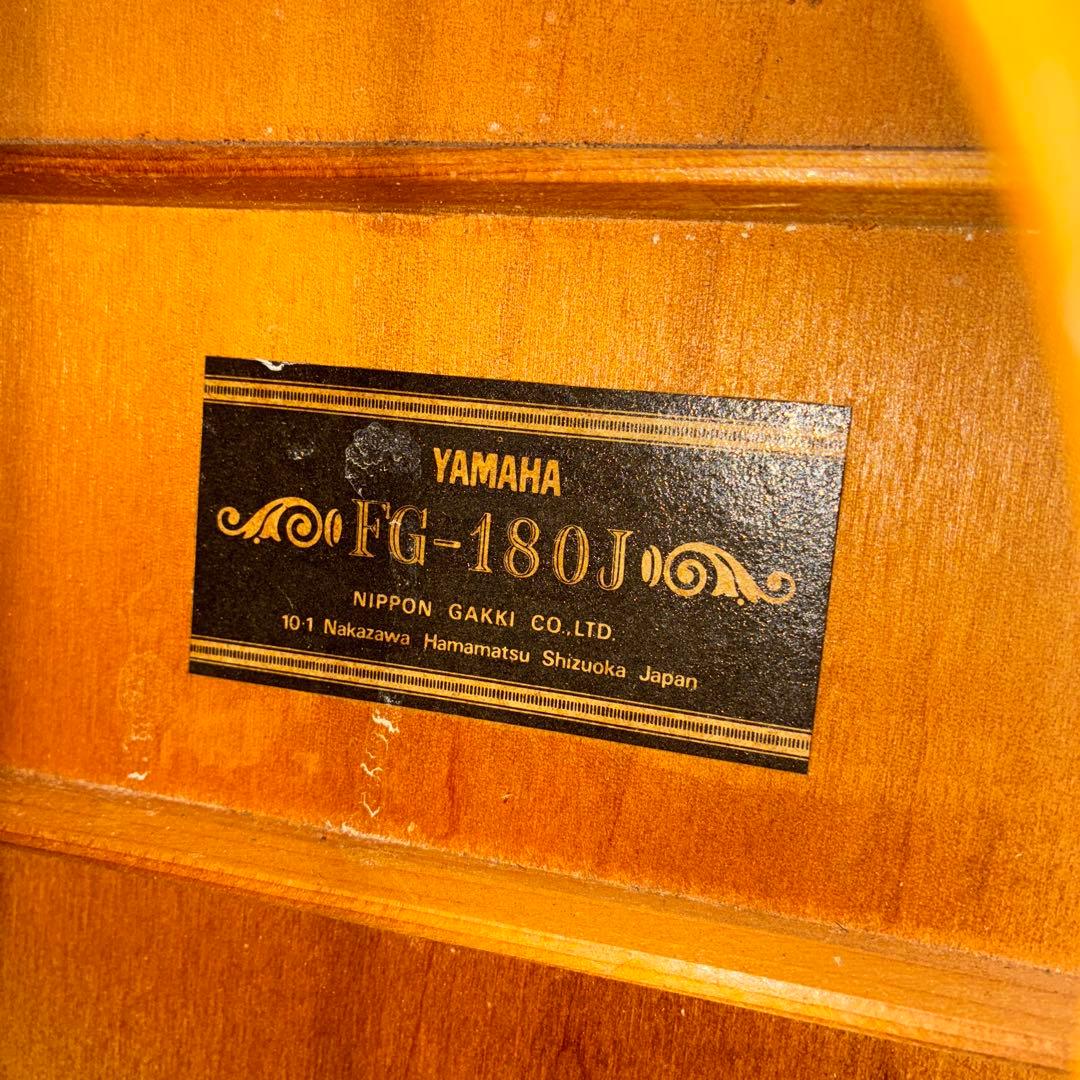 YAMAHA
FG-180J
NIPPON GAKKI CO.,LTD
10·1 Nakazawa Hamamatsu Shizuoka Japan